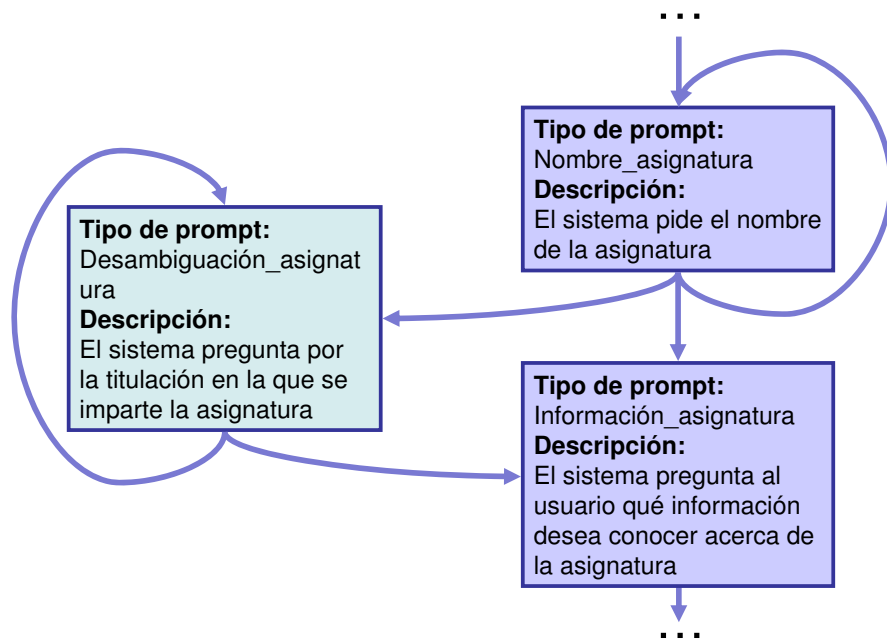 ...
Tipo de prompt:
Nombre_asignatura
Descripción:
El sistema pide el nombre
de la asignatura
Tipo de prompt:
Desambiguación_asignat
ura
Descripción:
El sistema pregunta por
la titulación en la que se
imparte la asignatura
Tipo de prompt:
Información_asignatura
Descripción:
El sistema pregunta al
usuario qué información
desea conocer acerca de
la asignatura
...